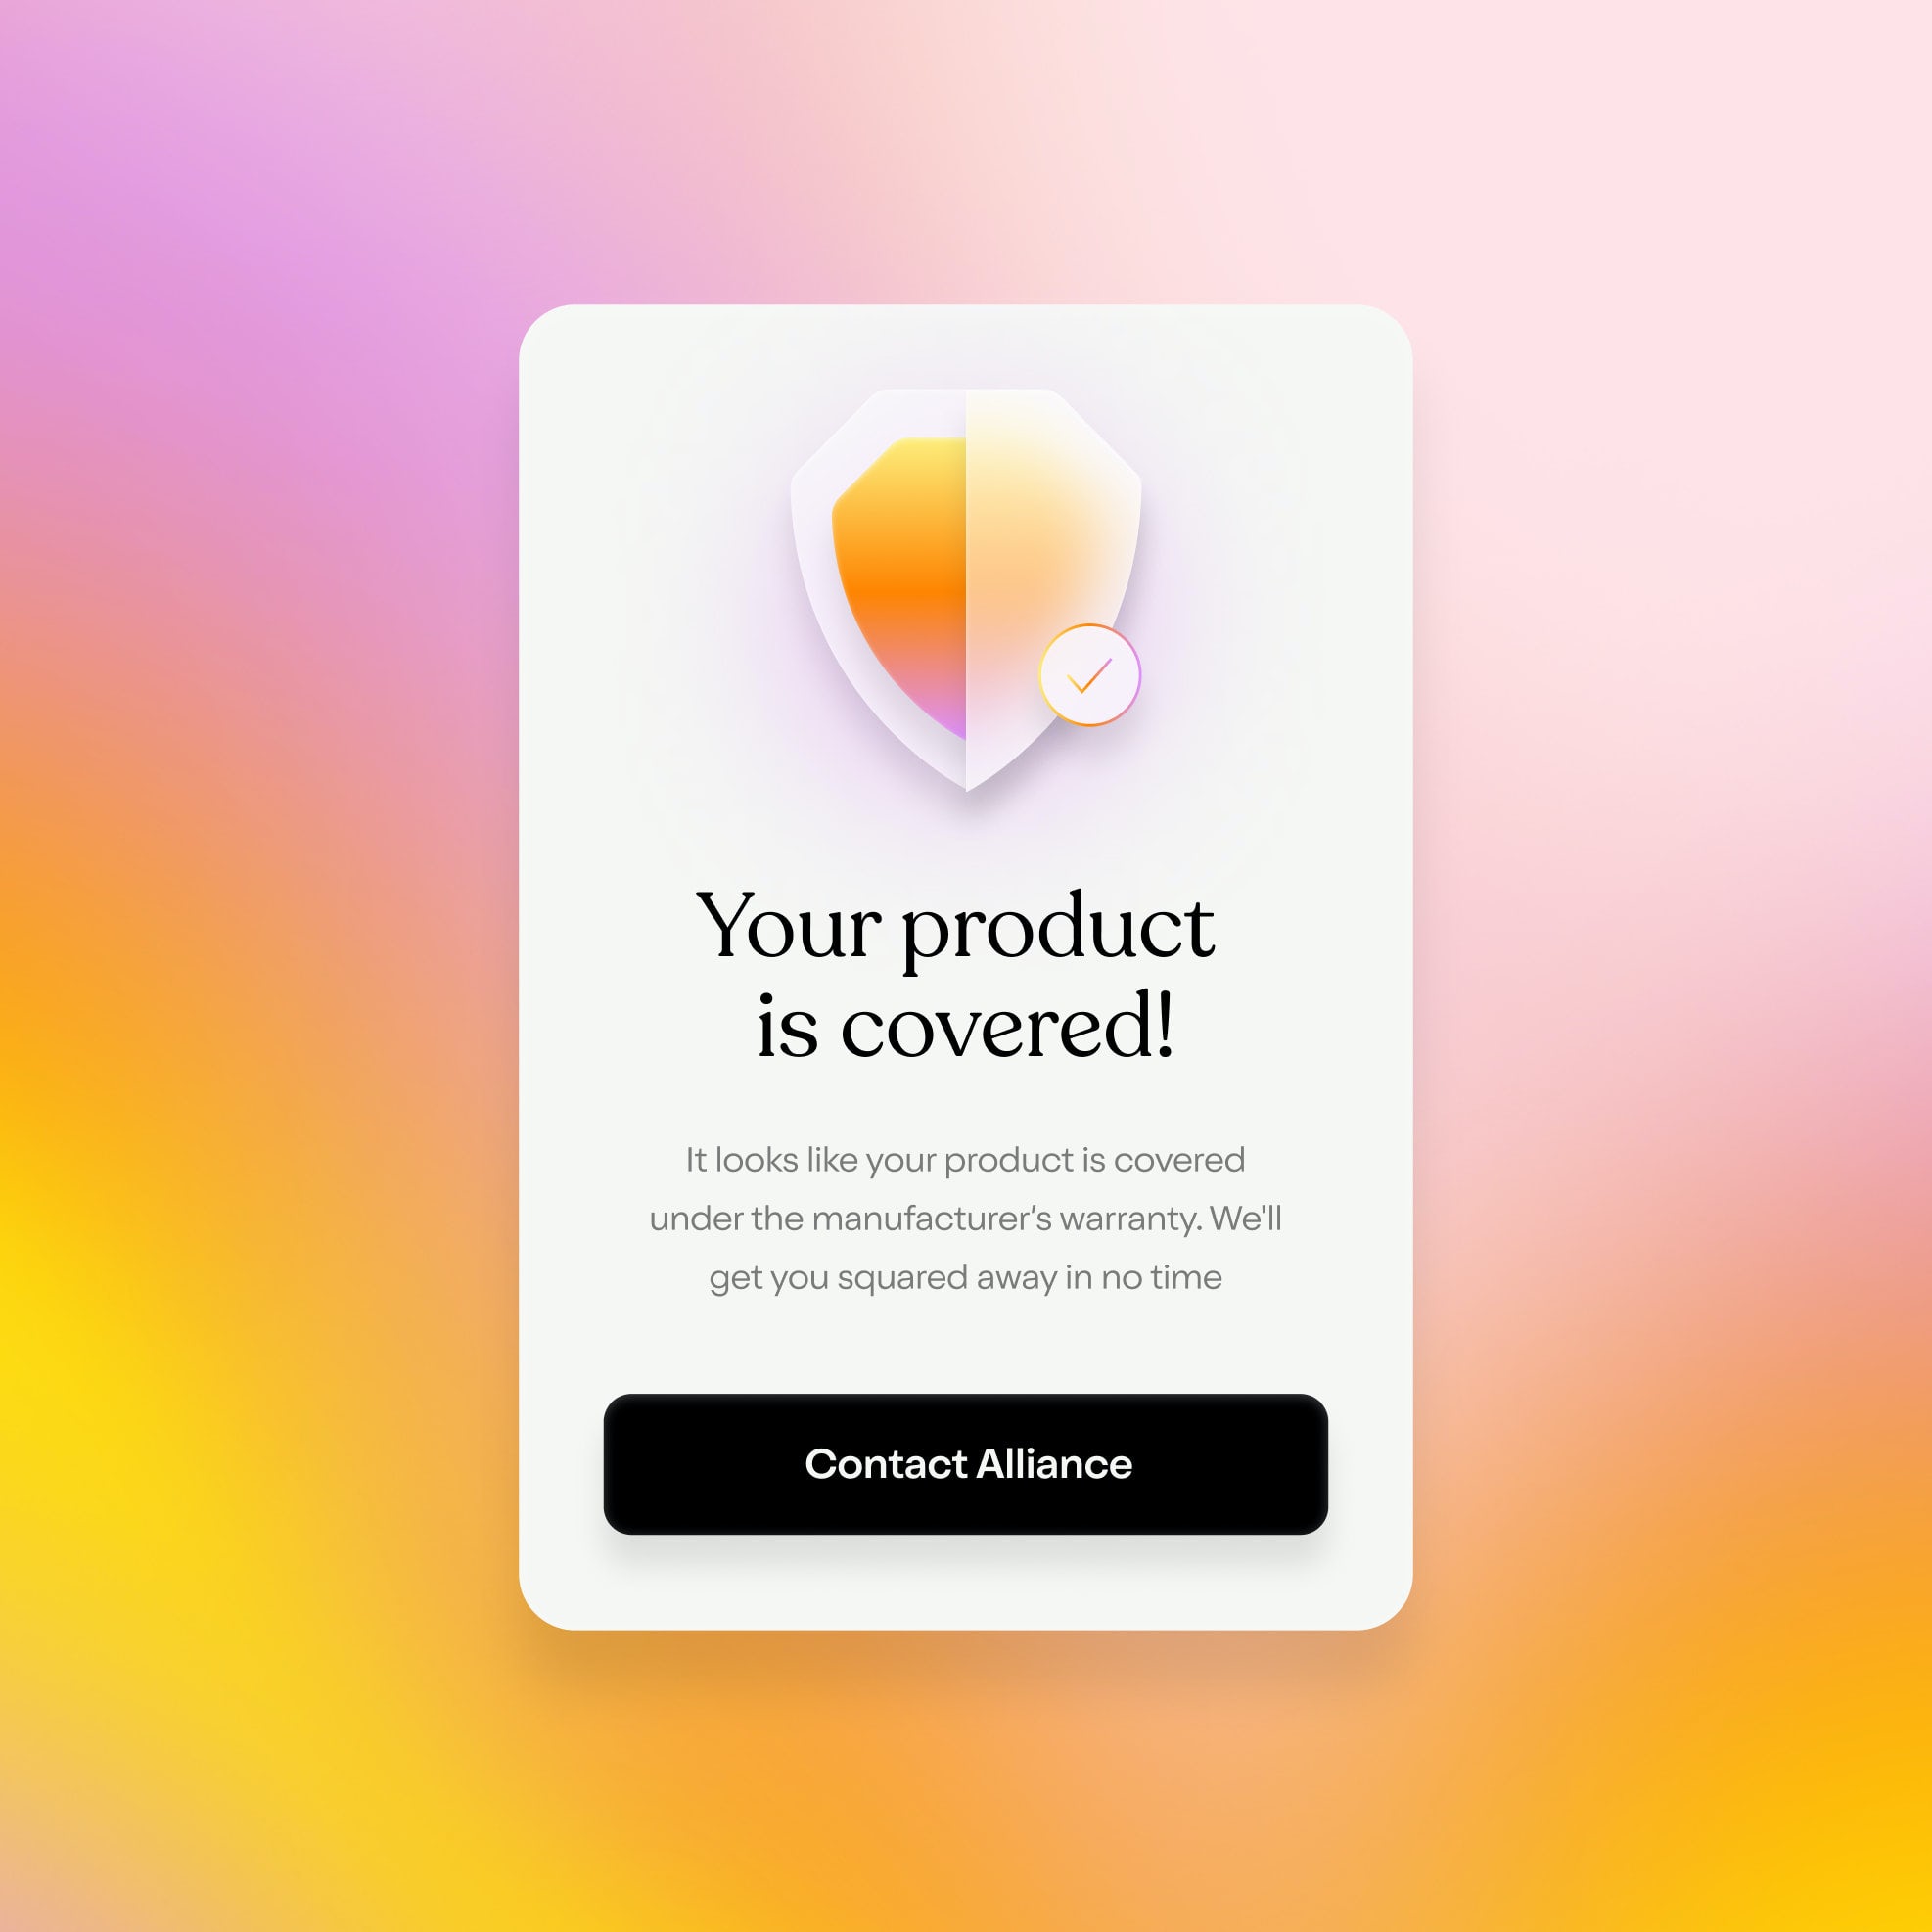 Your product
is covered!
It looks like your product is covered
under the manufacturer’s warranty. We'll
get you squared away in no time
Contact Alliance